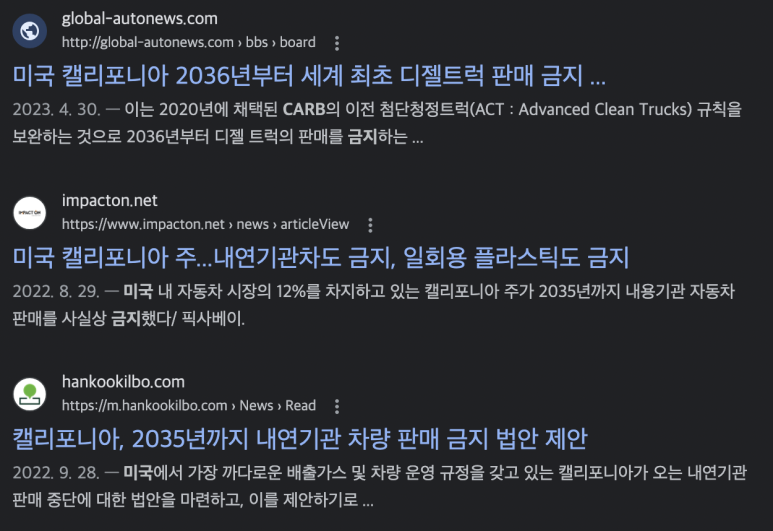 global-autonews.com
http://global-autonews.com › bbs › board
미국 캘리포니아 2036년부터 세계 최초 디젤트럭 판매 금지 ...
2023. 4. 30. — 이는 2020년에 채택된 CARB의 이전 첨단청정트럭(ACT : Advanced Clean Trucks) 규칙을
보완하는 것으로 2036년부터 디젤 트럭의 판매를 금지하는 ...
IMPACT ON
impacton.net
https://www.impacton.net › news › articleView
미국 캘리포니아 주...내연기관차도 금지, 일회용 플라스틱도 금지
2022. 8. 29. — 미국 내 자동차 시장의 12%를 차지하고 있는 캘리포니아 주가 2035년까지 내용기관 자동차
판매를 사실상 금지했다/ 픽사베이.
hankookilbo.com
https://m.hankookilbo.com › News › Read
캘리포니아, 2035년까지 내연기관 차량 판매 금지 법안 제안
2022. 9. 28. — 미국에서 가장 까다로운 배출가스 및 차량 운영 규정을 갖고 있는 캘리포니아가 오는 내연기관
판매 중단에 대한 법안을 마련하고, 이를 제안하기로 ...